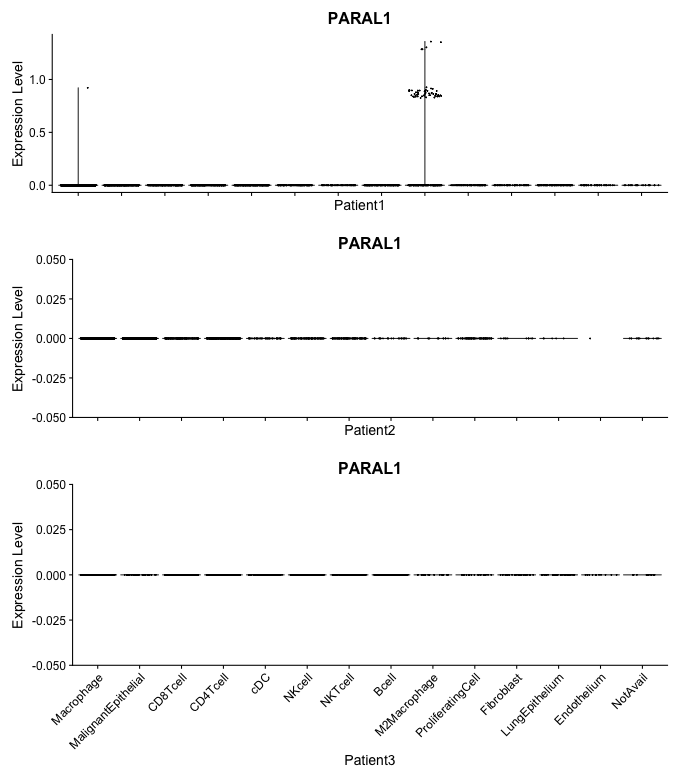 PARAL1
Expression Level
1.0
0.5
0.0
Patient1
PARAL1
Expression Level
0.050
0.025
0.000
-0.025
-0.050
Patient2
PARAL1
Expression Level
0.050
0.025
0.000
-0.025
-0.050
Macrophage
MalignantEpithelial
CD8Tcell
CD4Tcell
cDC
NKcell
NKTcell
Bcell
M2Macrophage
ProliferatingCell
Fibroblast
LungEpithelium
Endothelium
NotAvail
Patient3